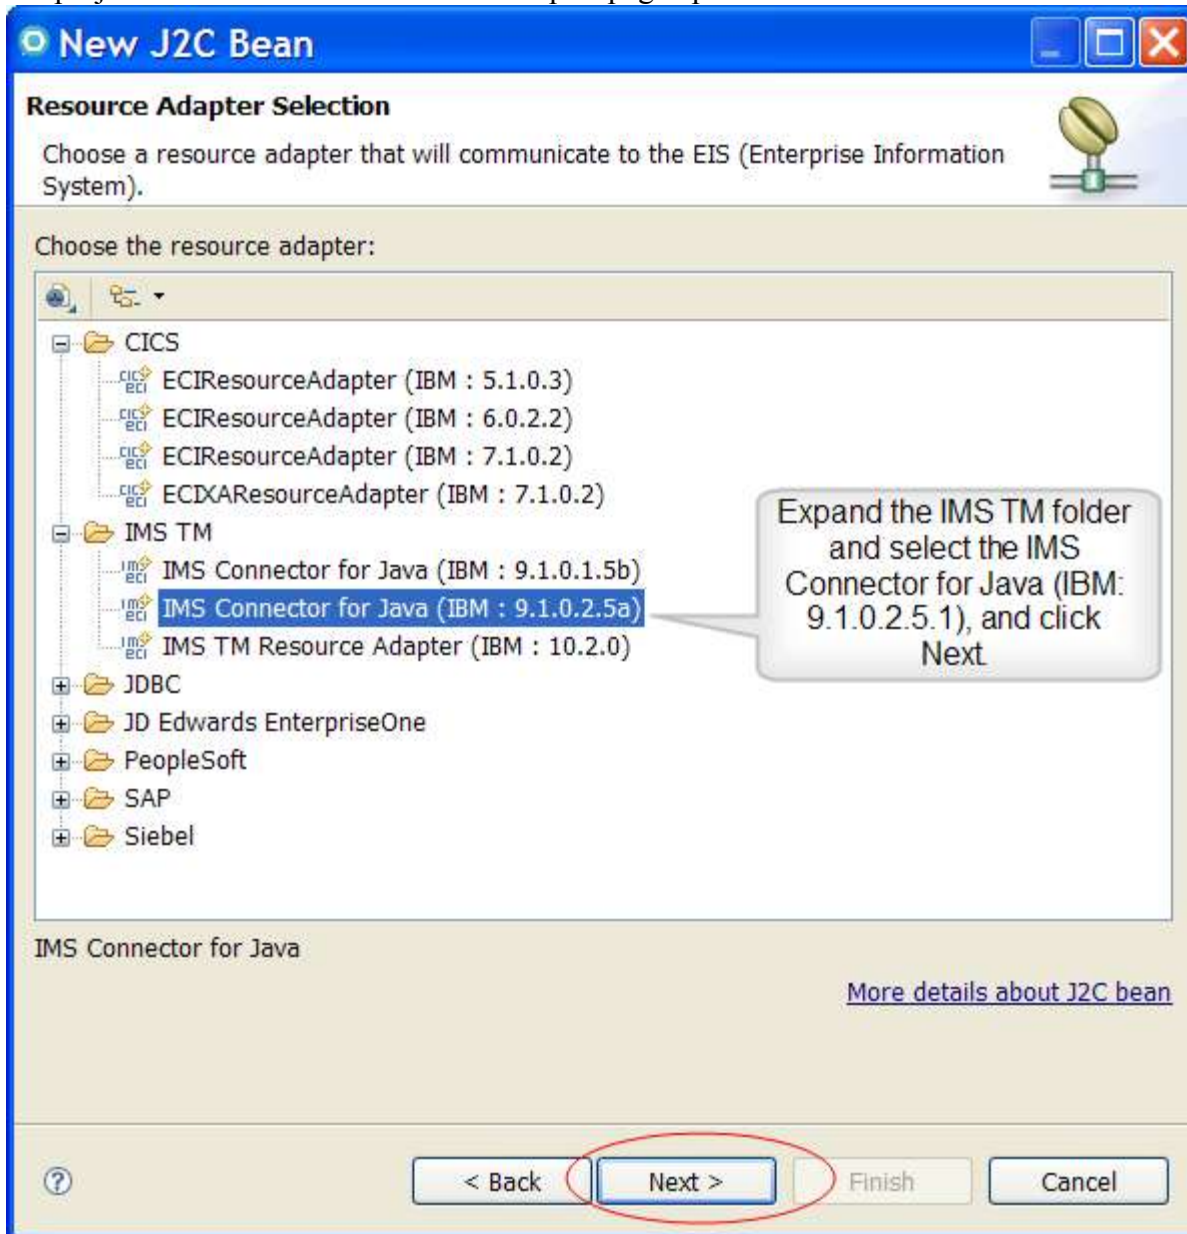 New J2C Bean
Resource Adapter Selection
Choose a resource adapter that will communicate to the EIS (Enterprise Information
System).
Choose the resource adapter:
CICS
ECIResourceAdapter (IBM : 5.1.0.3)
ECIResourceAdapter (IBM : 6.0.2.2)
ECIResourceAdapter (IBM : 7.1.0.2)
ECIXAResourceAdapter (IBM : 7.1.0.2)
IMS TM
IMS Connector for Java (IBM : 9.1.0.1.5b)
IMS Connector for Java (IBM : 9.1.0.2.5a)
IMS TM Resource Adapter (IBM : 10.2.0)
JDBC
JD Edwards EnterpriseOne
PeopleSoft
SAP
Siebel
Expand the IMS TM folder
and select the IMS
Connector for Java (IBM:
9.1.0.2.5.1), and click
Next.
IMS Connector for Java
More details about J2C bean
< Back
Next >
Finish
Cancel